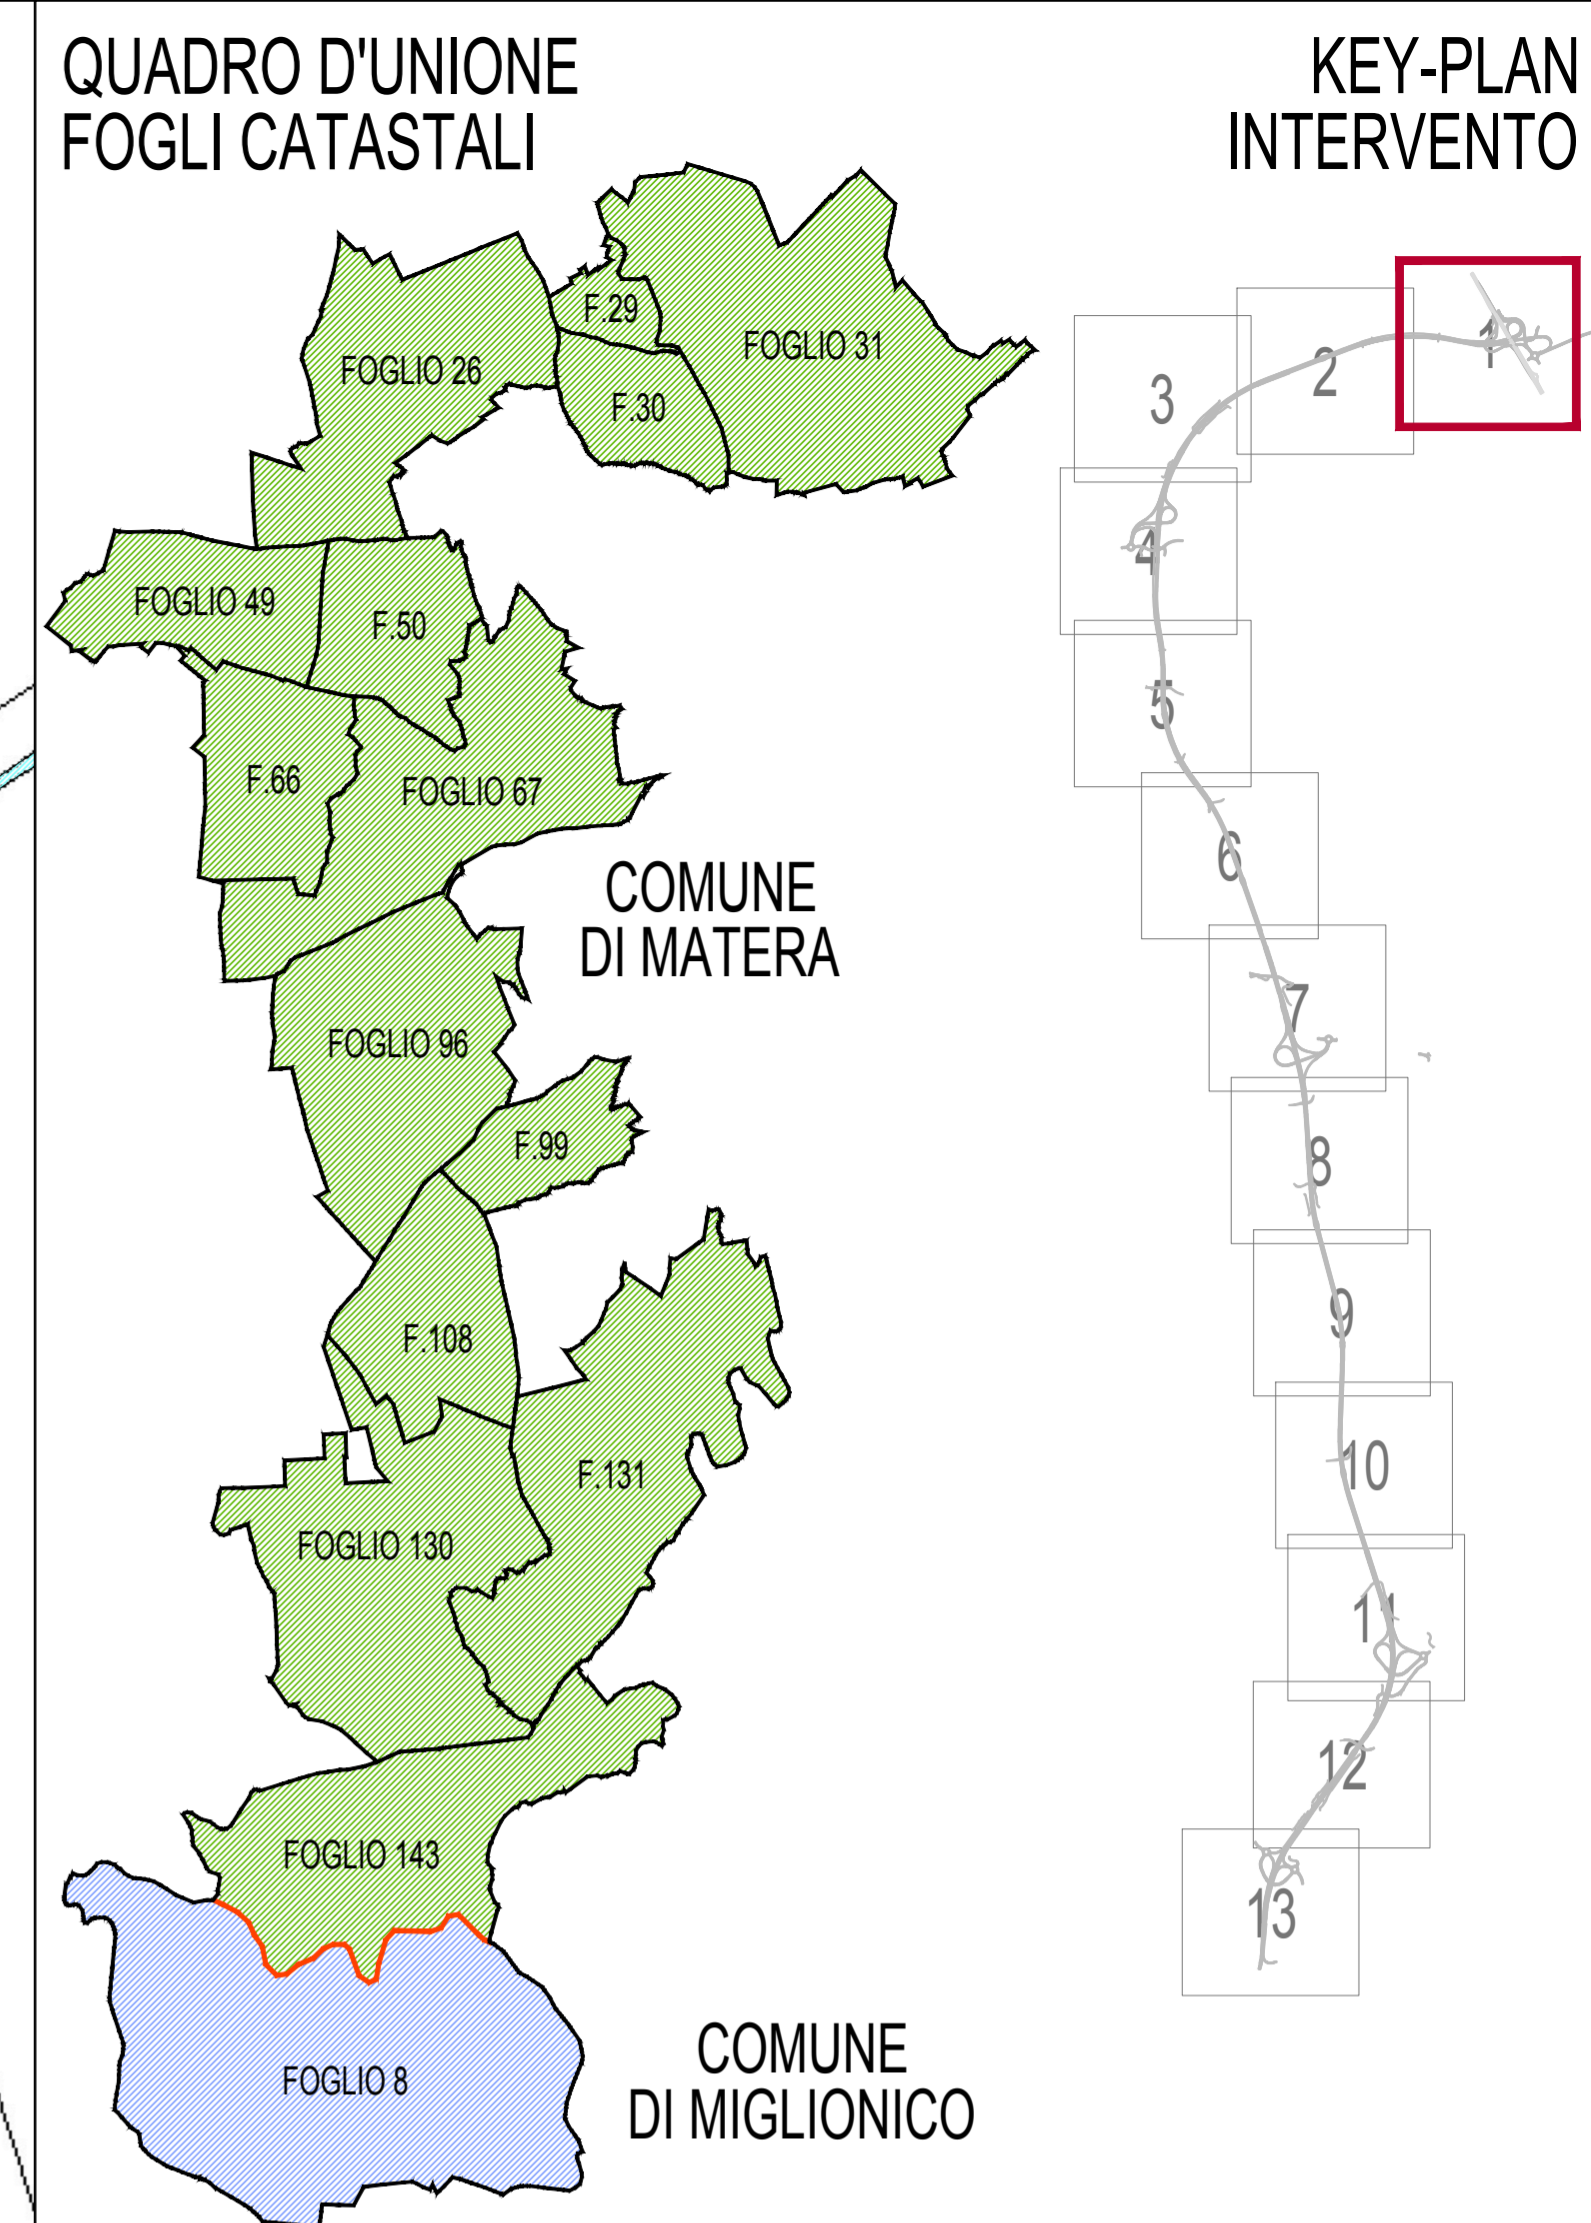 QUADRO D'UNIONE
FOGLI CATASTALI
KEY-PLAN
INTERVENTO
F.29
FOGLIO 31
FOGLIO 26
F.30
FOGLIO 49
F.50
F.66
FOGLIO 67
COMUNE
DI MATERA
FOGLIO 96
F.99
F.108
F.131
FOGLIO 130
FOGLIO 143
FOGLIO 8
COMUNE
DI MIGLIONICO
1
2
3
4
5
6
7
8
9
10
11
12
13